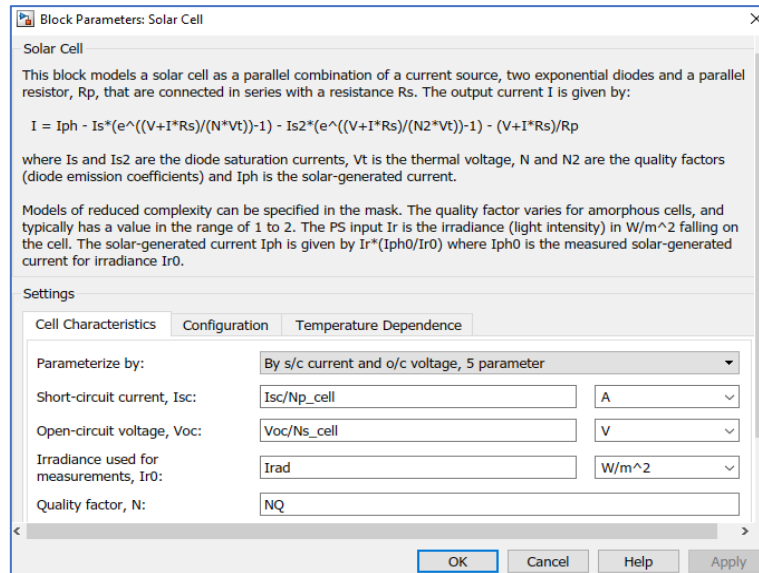 Block Parameters: Solar Cell
Solar Cell
This block models a solar cell as a parallel combination of a current source, two exponential diodes and a parallel
resistor, Rp, that are connected in series with a resistance Rs. The output current I is given by:
I = Iph - Is*(e^((V+I*Rs)/(N*Vt))-1) - Is2*(e^((V+I*Rs)/(N2*Vt))-1) - (V+I*Rs)/Rp
where Is and Is2 are the diode saturation currents, Vt is the thermal voltage, N and N2 are the quality factors
(diode emission coefficients) and Iph is the solar-generated current.
Models of reduced complexity can be specified in the mask. The quality factor varies for amorphous cells, and
typically has a value in the range of 1 to 2. The PS input Ir is the irradiance (light intensity) in W/m^2 falling on
the cell. The solar-generated current Iph is given by Ir*(Iph0/Ir0) where Iph0 is the measured solar-generated
current for irradiance Ir0.
Settings
Cell Characteristics Configuration Temperature Dependence
Parameterize by: By s/c current and o/c voltage, 5 parameter
Short-circuit current, Isc: Isc/Np_cell A
Open-circuit voltage, Voc: Voc/Ns_cell V
Irradiance used for
measurements, Ir0: Irad W/m^2
Quality factor, N: NQ
OK Cancel Help Apply